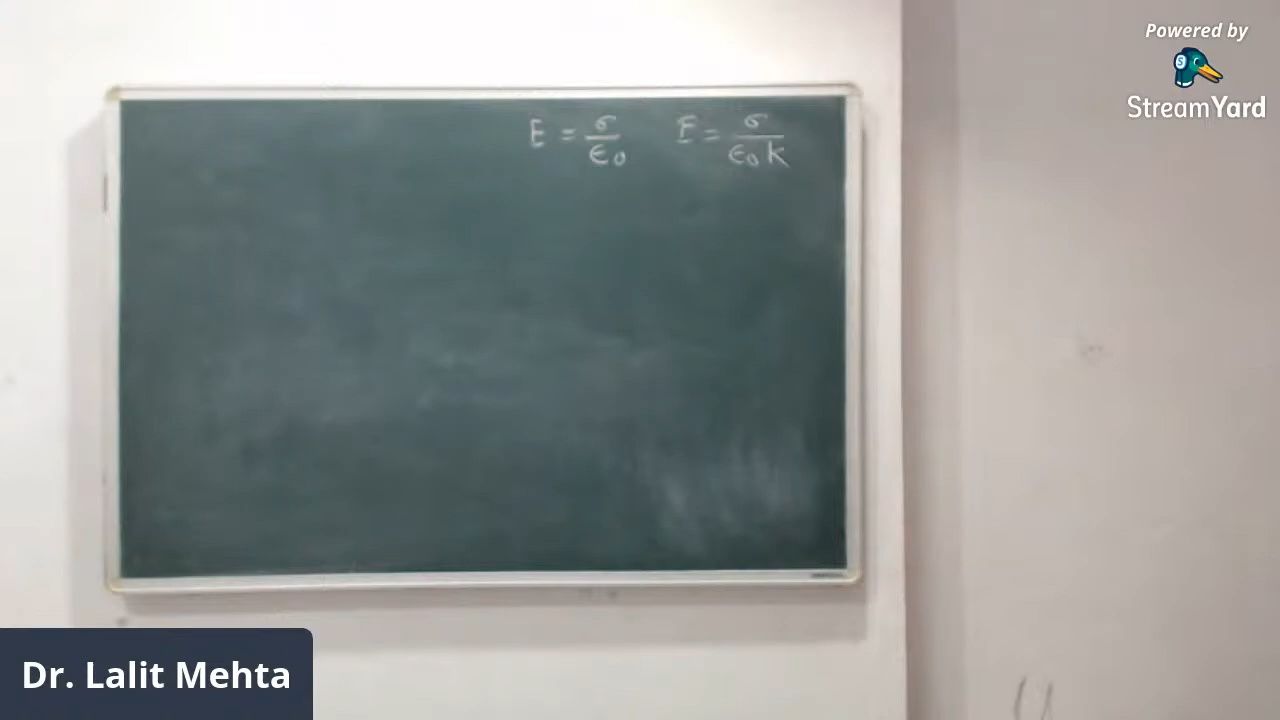 Powered by
StreamYard
E = σ/ϵ₀ E = σ/ϵ₀k
Dr. Lalit Mehta